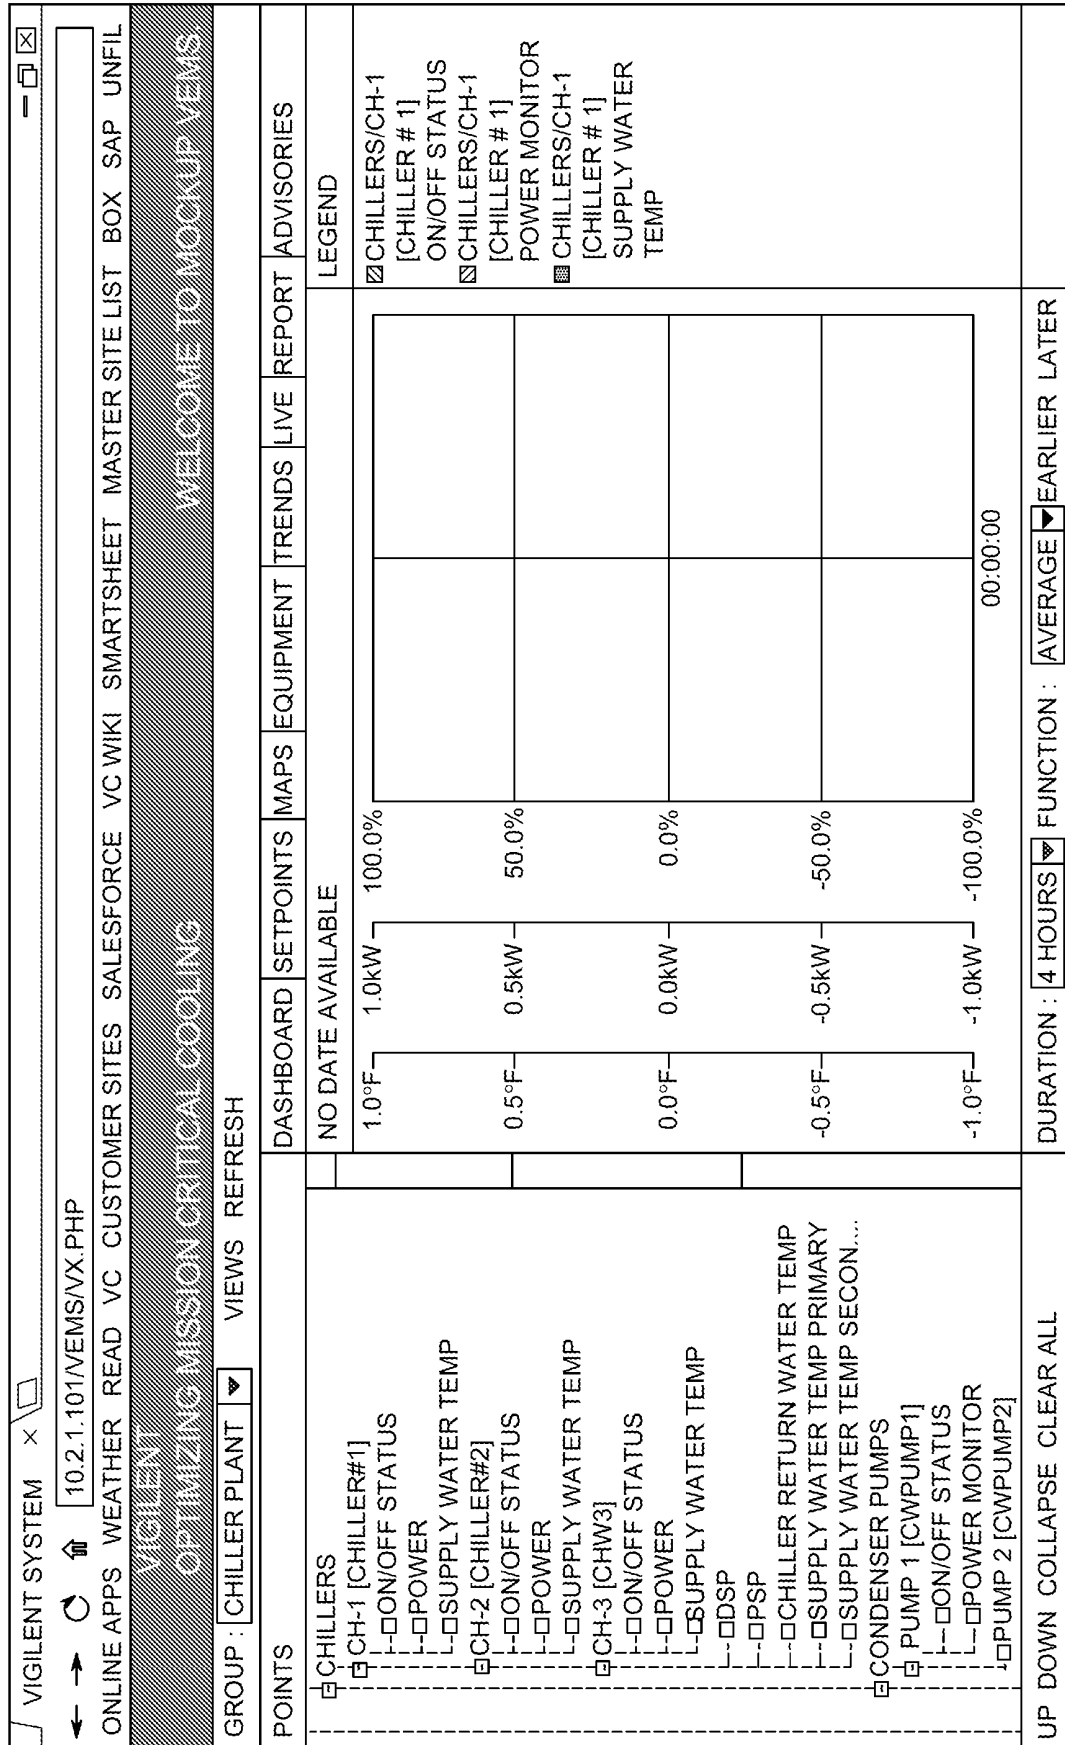 VIGILENT SYSTEM ×
10.2.1.101/VEMS/VX.PHP
ONLINE APPS WEATHER READ VC CUSTOMER SITES SALESFORCE VC WIKI SMARTSHEET MASTER SITE LIST BOX SAP UNFIL
VIGILENT
OPTIMIZING MISSION CRITICAL COOLING WELCOME TO MOCKUP VEMS
GROUP : CHILLER PLANT VIEWS REFRESH
POINTS
DASHBOARD SETPOINTS MAPS EQUIPMENT TRENDS LIVE REPORT ADVISORIES
CHILLERS
CH-1 [CHILLER#1]
ON/OFF STATUS
POWER
SUPPLY WATER TEMP
CH-2 [CHILLER#2]
ON/OFF STATUS
POWER
SUPPLY WATER TEMP
CH-3 [CHW3]
ON/OFF STATUS
POWER
SUPPLY WATER TEMP
DSP
PSP
CHILLER RETURN WATER TEMP
SUPPLY WATER TEMP PRIMARY
SUPPLY WATER TEMP SECON....
CONDENSER PUMPS
PUMP 1 [CWPUMP1]
ON/OFF STATUS
POWER MONITOR
PUMP 2 [CWPUMP2]
NO DATE AVAILABLE
1.0°F 1.0kW 100.0%
0.5°F 0.5kW 50.0%
0.0°F 0.0kW 0.0%
-0.5°F -0.5kW -50.0%
-1.0°F -1.0kW -100.0%
00:00:00
LEGEND
CHILLERS/CH-1
[CHILLER # 1]
ON/OFF STATUS
CHILLERS/CH-1
[CHILLER # 1]
POWER MONITOR
CHILLERS/CH-1
[CHILLER # 1]
SUPPLY WATER
TEMP
UP DOWN COLLAPSE CLEAR ALL
DURATION : 4 HOURS FUNCTION : AVERAGE EARLIER LATER